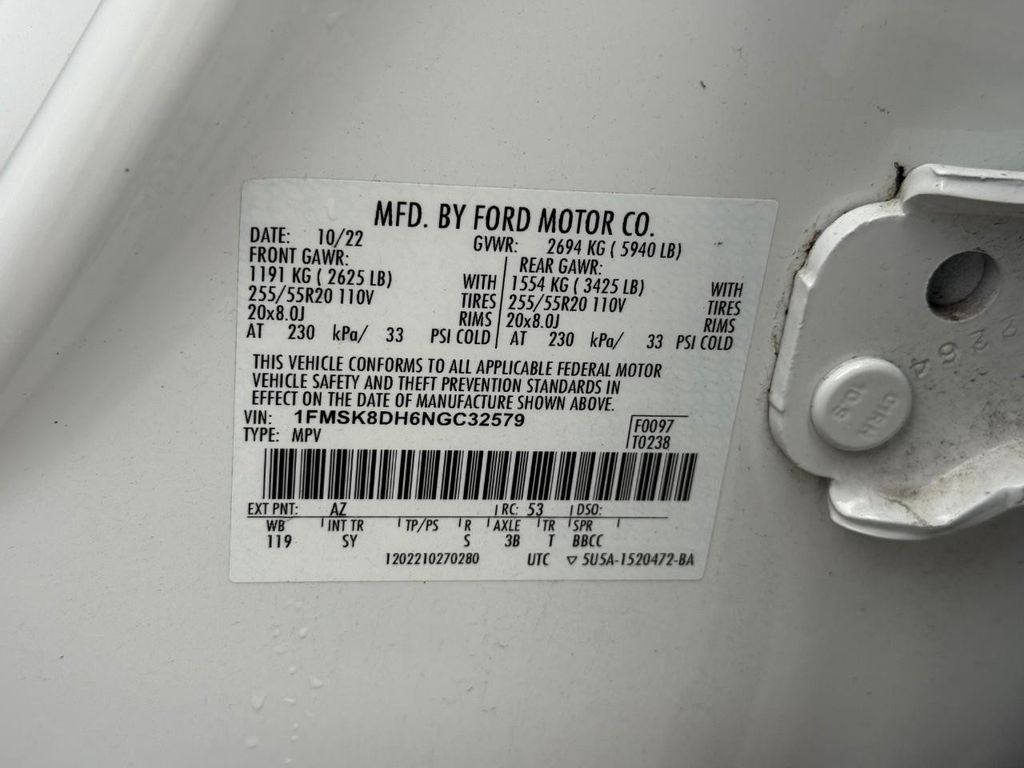 MFD. BY FORD MOTOR CO.
DATE: 10/22 GVWR: 2694 KG ( 5940 LB)
FRONT GAWR: REAR GAWR:
1191 KG ( 2625 LB) WITH 1554 KG ( 3425 LB) WITH
255/55R20 110V TIRES 255/55R20 110V TIRES
20x8.0J RIMS 20x8.0J RIMS
AT 230 kPa/ 33 PSI COLD AT 230 kPa/ 33 PSI COLD
THIS VEHICLE CONFORMS TO ALL APPLICABLE FEDERAL MOTOR
VEHICLE SAFETY AND THEFT PREVENTION STANDARDS IN
EFFECT ON THE DATE OF MANUFACTURE SHOWN ABOVE.
VIN: 1FMSK8DH6NGC32579
TYPE: MPV
F0097
T0238
EXT PNT: AZ RC: 53 DSO:
WB INT TR TP/PS R AXLE TR SPR
119 SY S 3B T BBCC
1202210270280 UTC ▽ 5U5A-1520472-BA
10.9